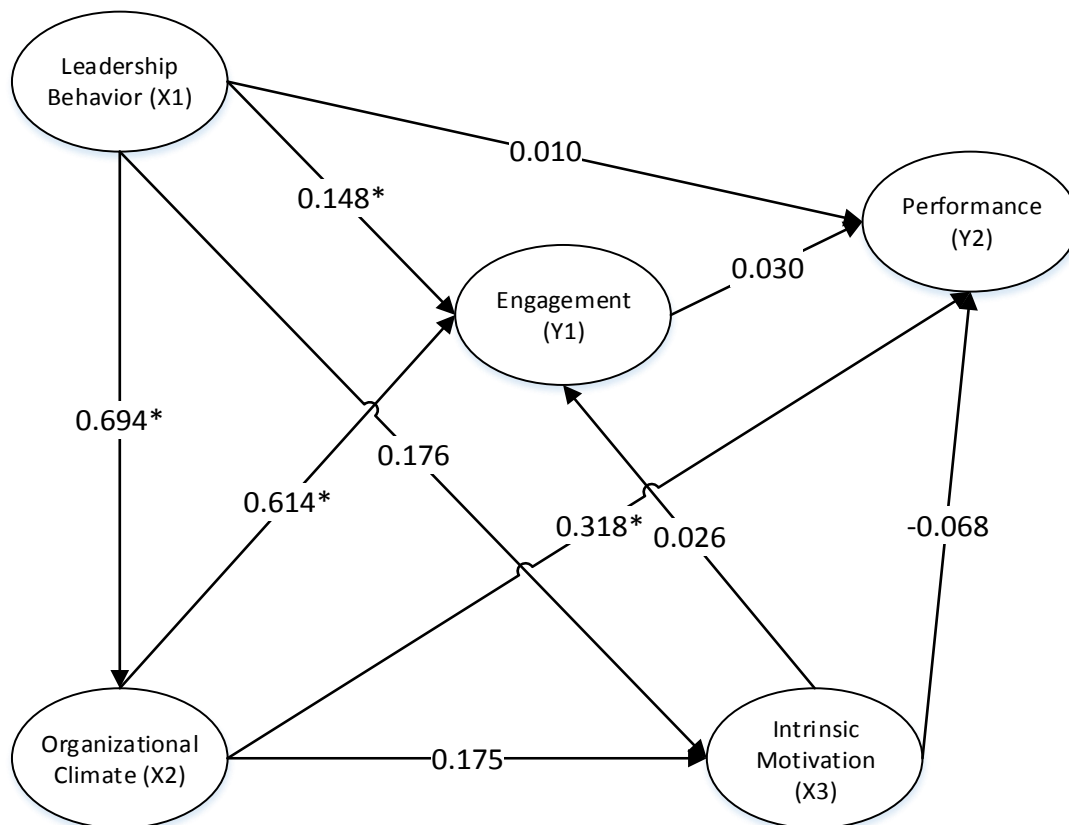 Leadership
Behavior (X1)
0.010
Performance
(Y2)
0.148*
0.030
Engagement
(Y1)
0.694*
0.176
0.614*
0.318*
0.026
-0.068
Organizational
Climate (X2)
0.175
Intrinsic
Motivation
(X3)